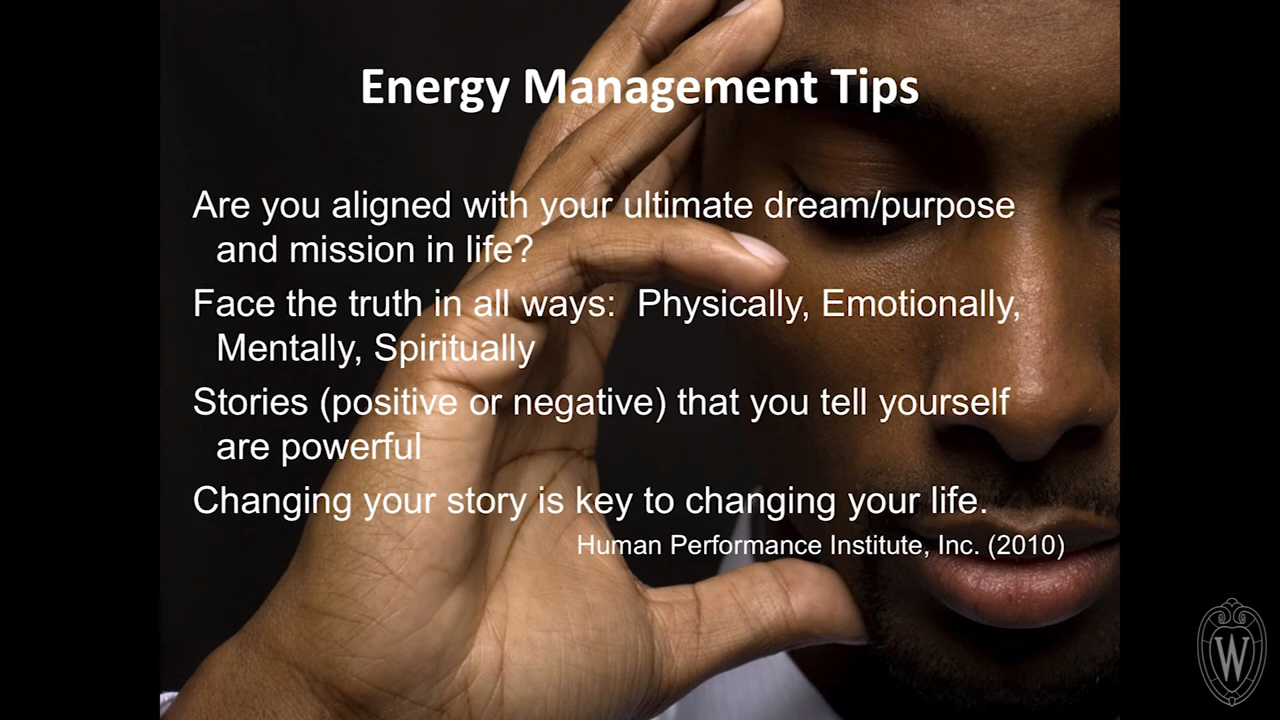 Energy Management Tips
Are you aligned with your ultimate dream/purpose
and mission in life?
Face the truth in all ways:  Physically, Emotionally,
Mentally, Spiritually
Stories (positive or negative) that you tell yourself
are powerful
Changing your story is key to changing your life.
Human Performance Institute, Inc. (2010)
W